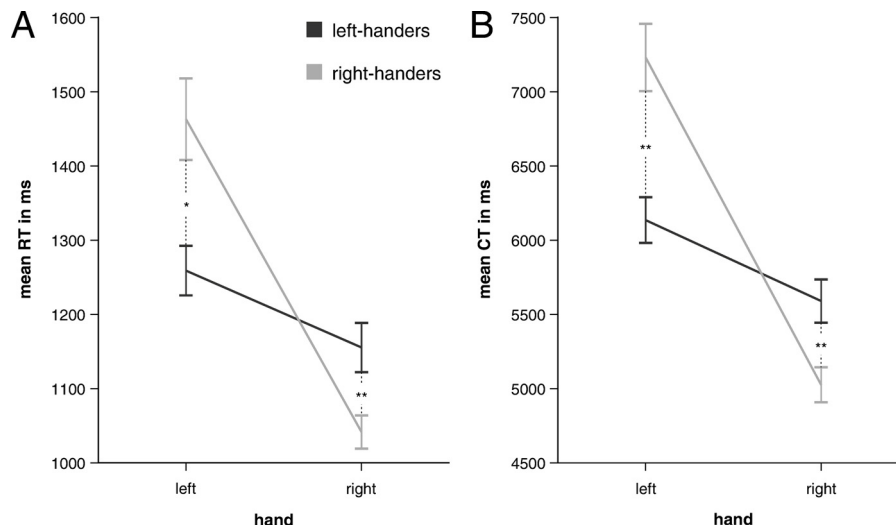 A
mean RT in ms
1600
1500
1400
1300
1200
1100
1000
left-handers
right-handers
*
**
left
right
hand
B
mean CT in ms
7500
7000
6500
6000
5500
5000
4500
**
**
left
right
hand